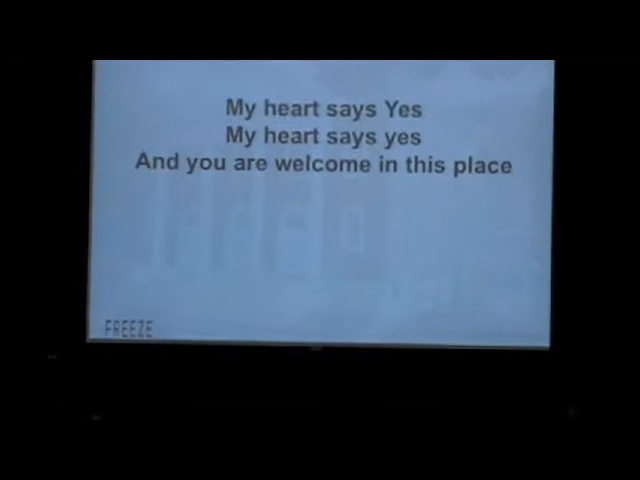 My heart says Yes
My heart says yes
And you are welcome in this place
FREEZE